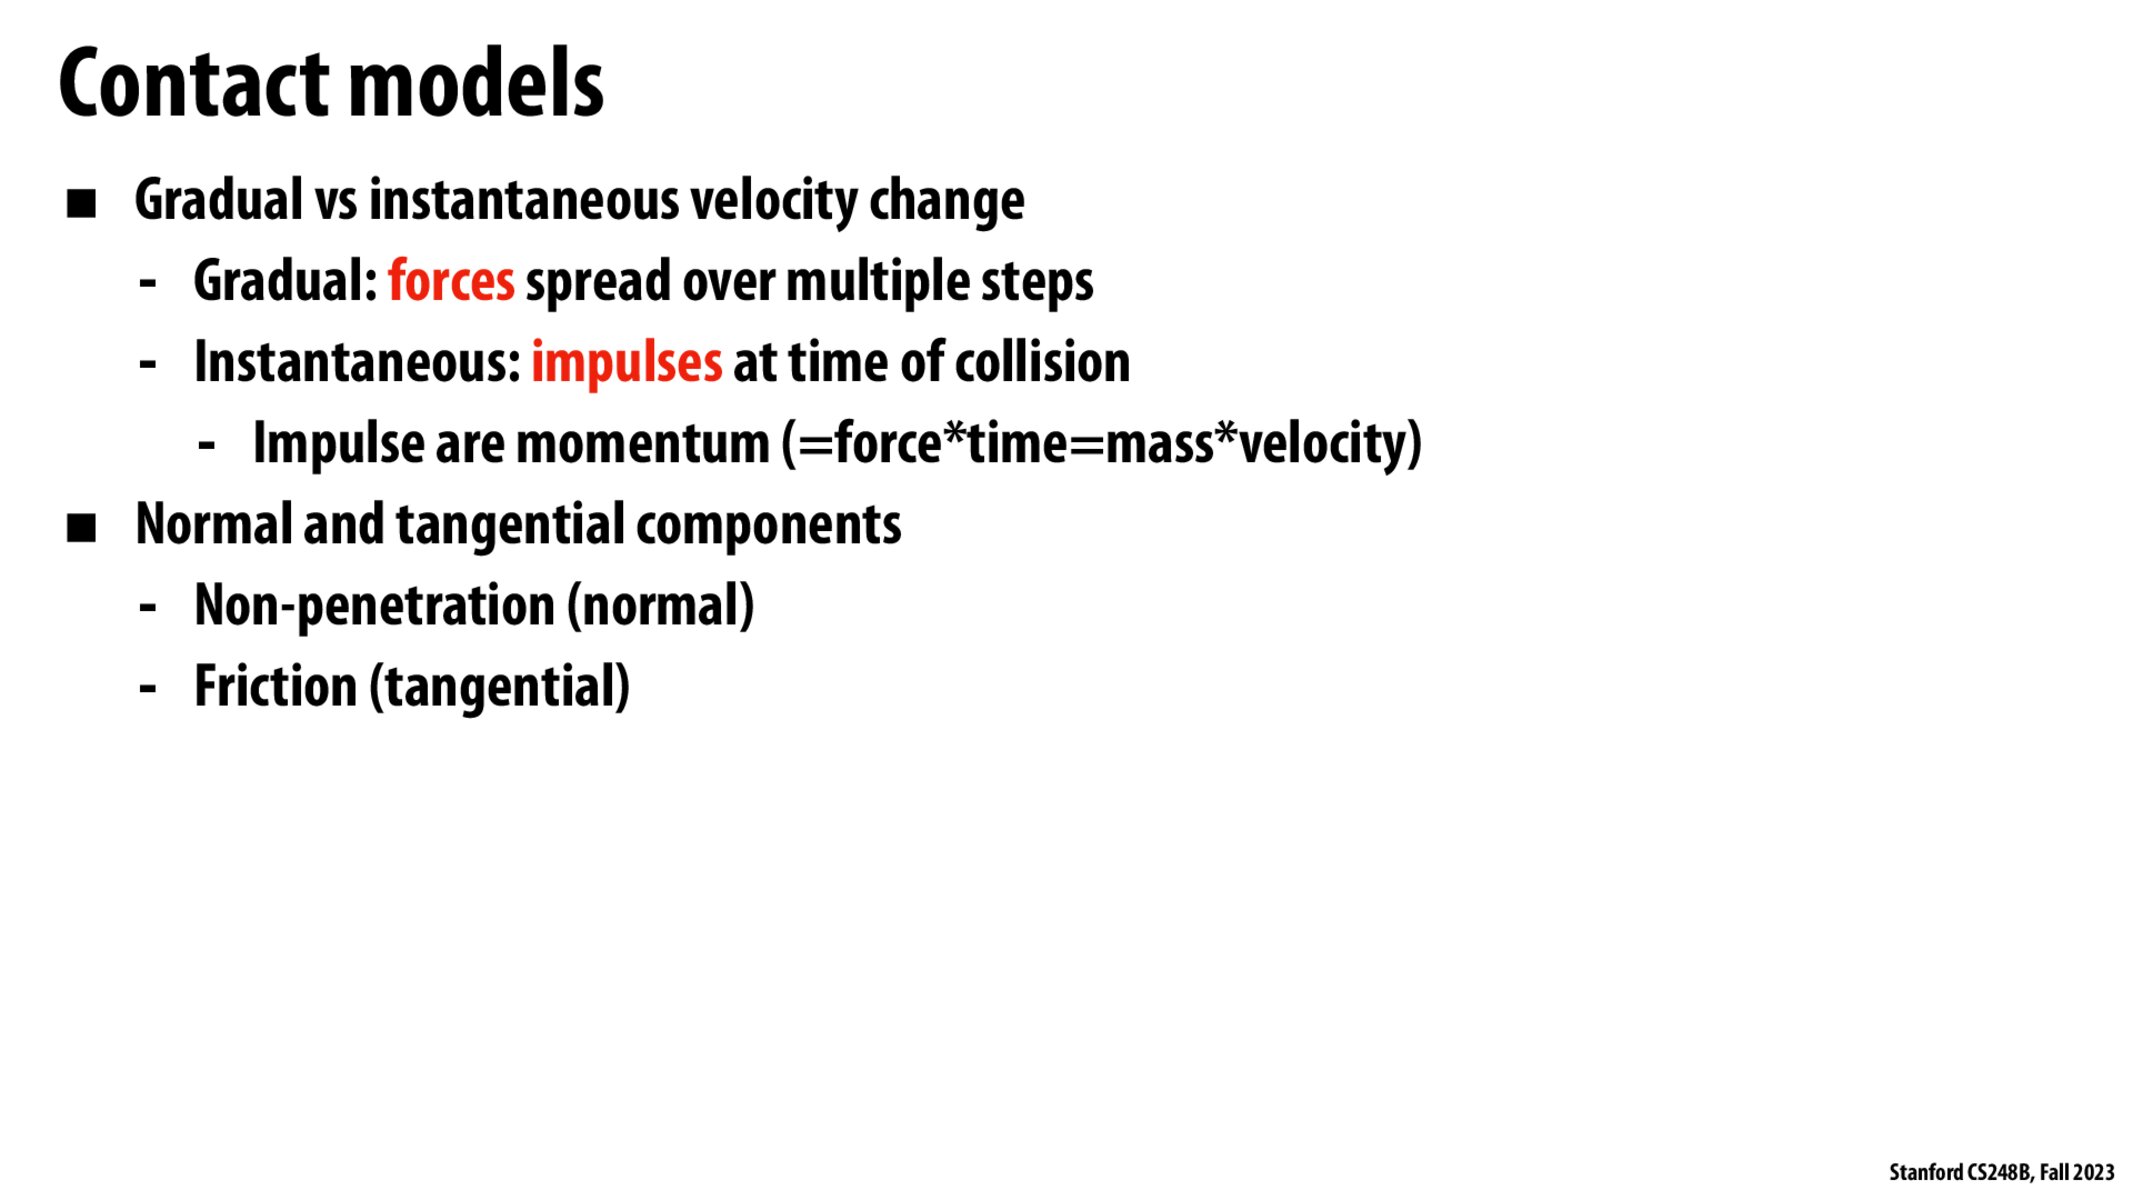 Contact models
■ Gradual vs instantaneous velocity change
- Gradual: forces spread over multiple steps
- Instantaneous: impulses at time of collision
- Impulse are momentum (=force*time=mass*velocity)
■ Normal and tangential components
- Non-penetration (normal)
- Friction (tangential)
Stanford CS248B, Fall 2023